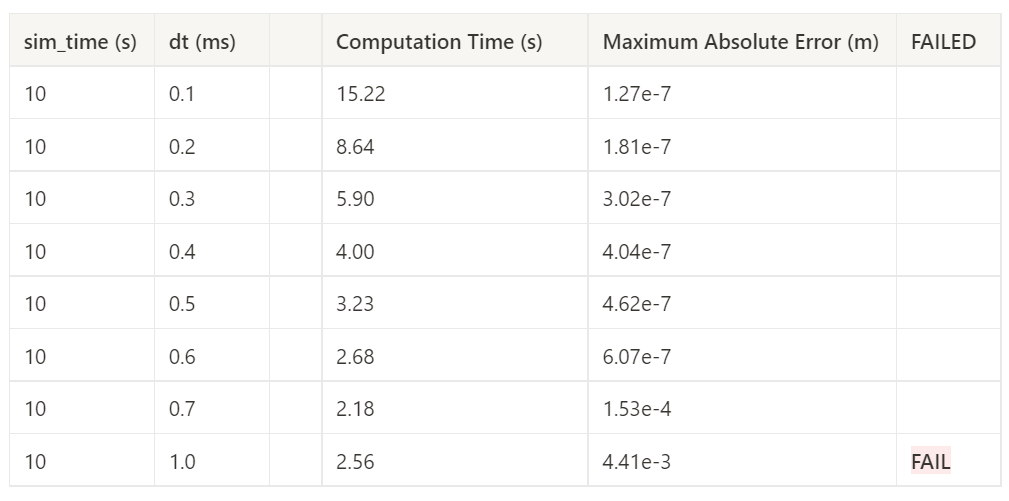 sim_time (s) dt (ms) Computation Time (s) Maximum Absolute Error (m) FAILED
10 0.1 15.22 1.27e-7
10 0.2 8.64 1.81e-7
10 0.3 5.90 3.02e-7
10 0.4 4.00 4.04e-7
10 0.5 3.23 4.62e-7
10 0.6 2.68 6.07e-7
10 0.7 2.18 1.53e-4
10 1.0 2.56 4.41e-3 FAIL